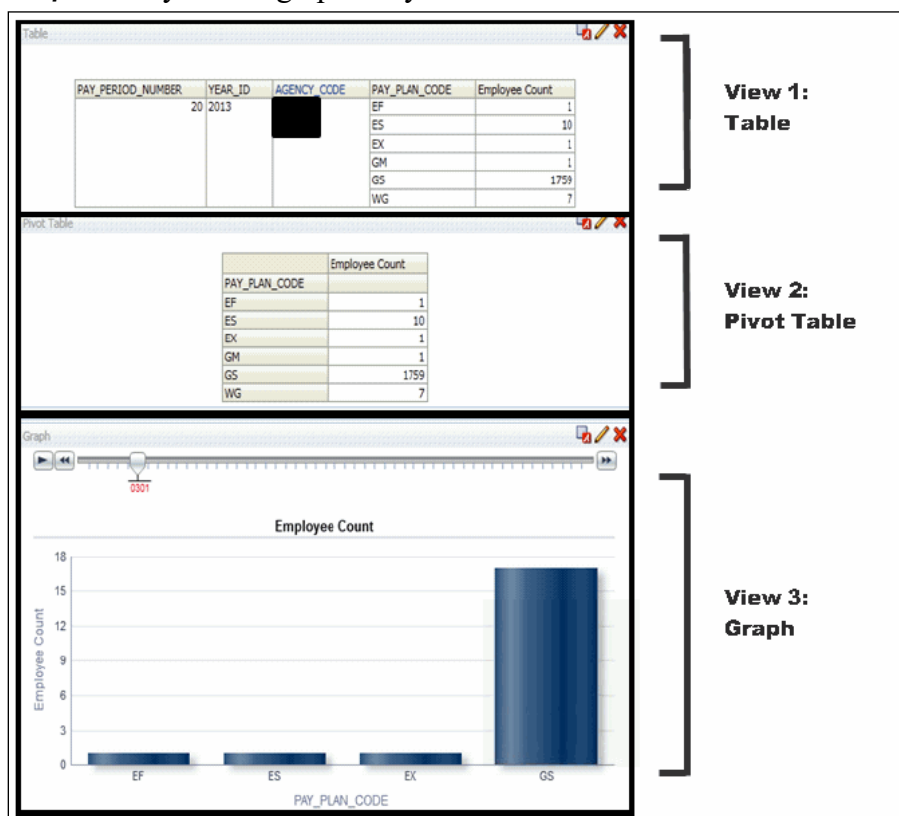 Table
PAY_PERIOD_NUMBER YEAR_ID AGENCY_CODE PAY_PLAN_CODE Employee Count
20 2013 EF 1
ES 10
EX 1
GM 1
GS 1759
WG 7
View 1:
Table
Pivot Table
Employee Count
PAY_PLAN_CODE
EF 1
ES 10
EX 1
GM 1
GS 1759
WG 7
View 2:
Pivot Table
Graph
0301
Employee Count
18
15
12
9
6
3
0
Employee Count
EF ES EX GS
PAY_PLAN_CODE
View 3:
Graph